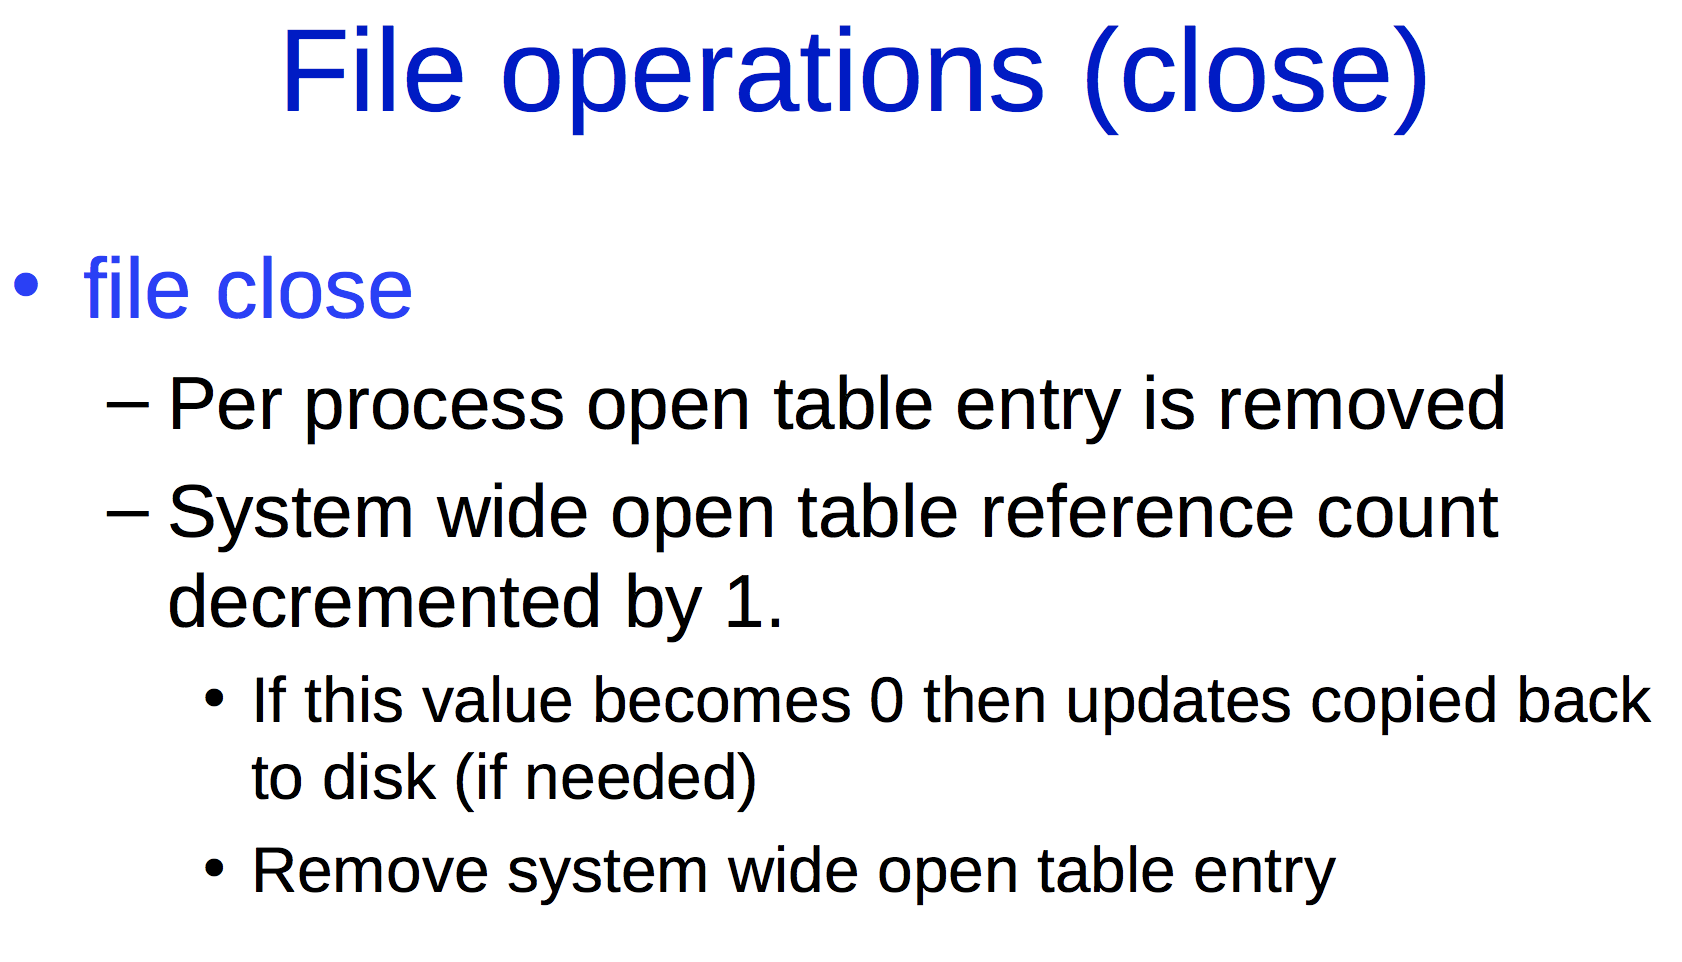 File operations (close)
• file close
– Per process open table entry is removed
– System wide open table reference count
decremented by 1.
• If this value becomes 0 then updates copied back
to disk (if needed)
• Remove system wide open table entry